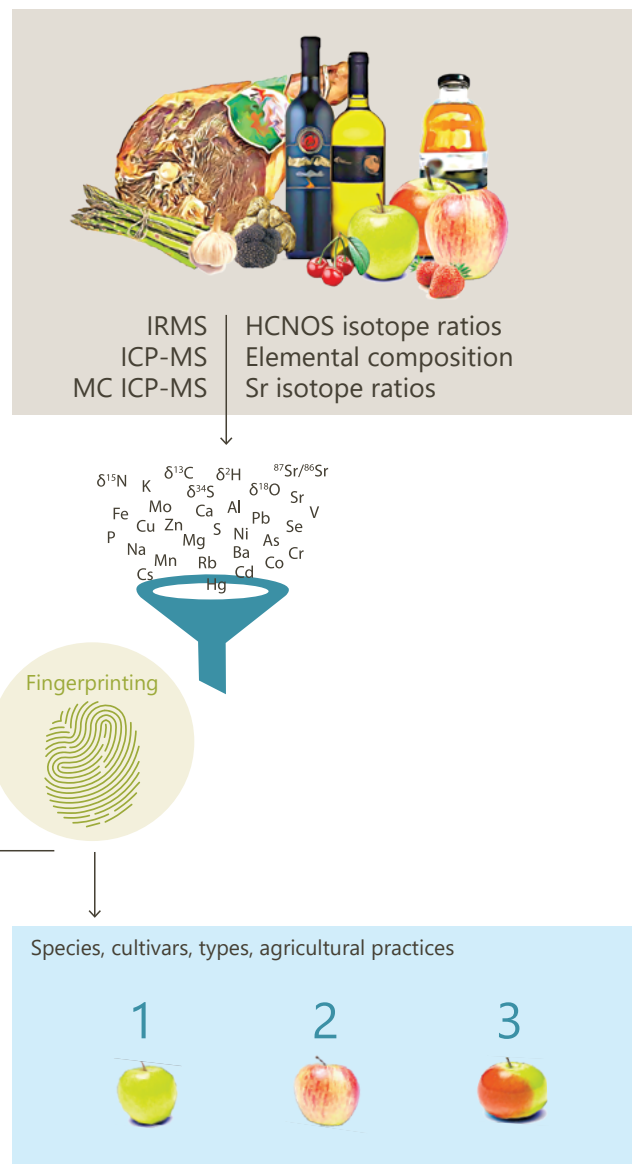 IRMS HCNOS isotope ratios
ICP-MS Elemental composition
MC ICP-MS Sr isotope ratios
δ¹⁵N K δ¹³C δ²H ⁸⁷Sr/⁸⁶Sr
δ³⁴S δ¹⁸O Sr
Fe Mo Ca Al Pb V
P Cu Zn S Ni Se
Na Mg Ba As Cr
Mn Rb Cd Co
Cs Hg
Fingerprinting
Species, cultivars, types, agricultural practices
1 2 3